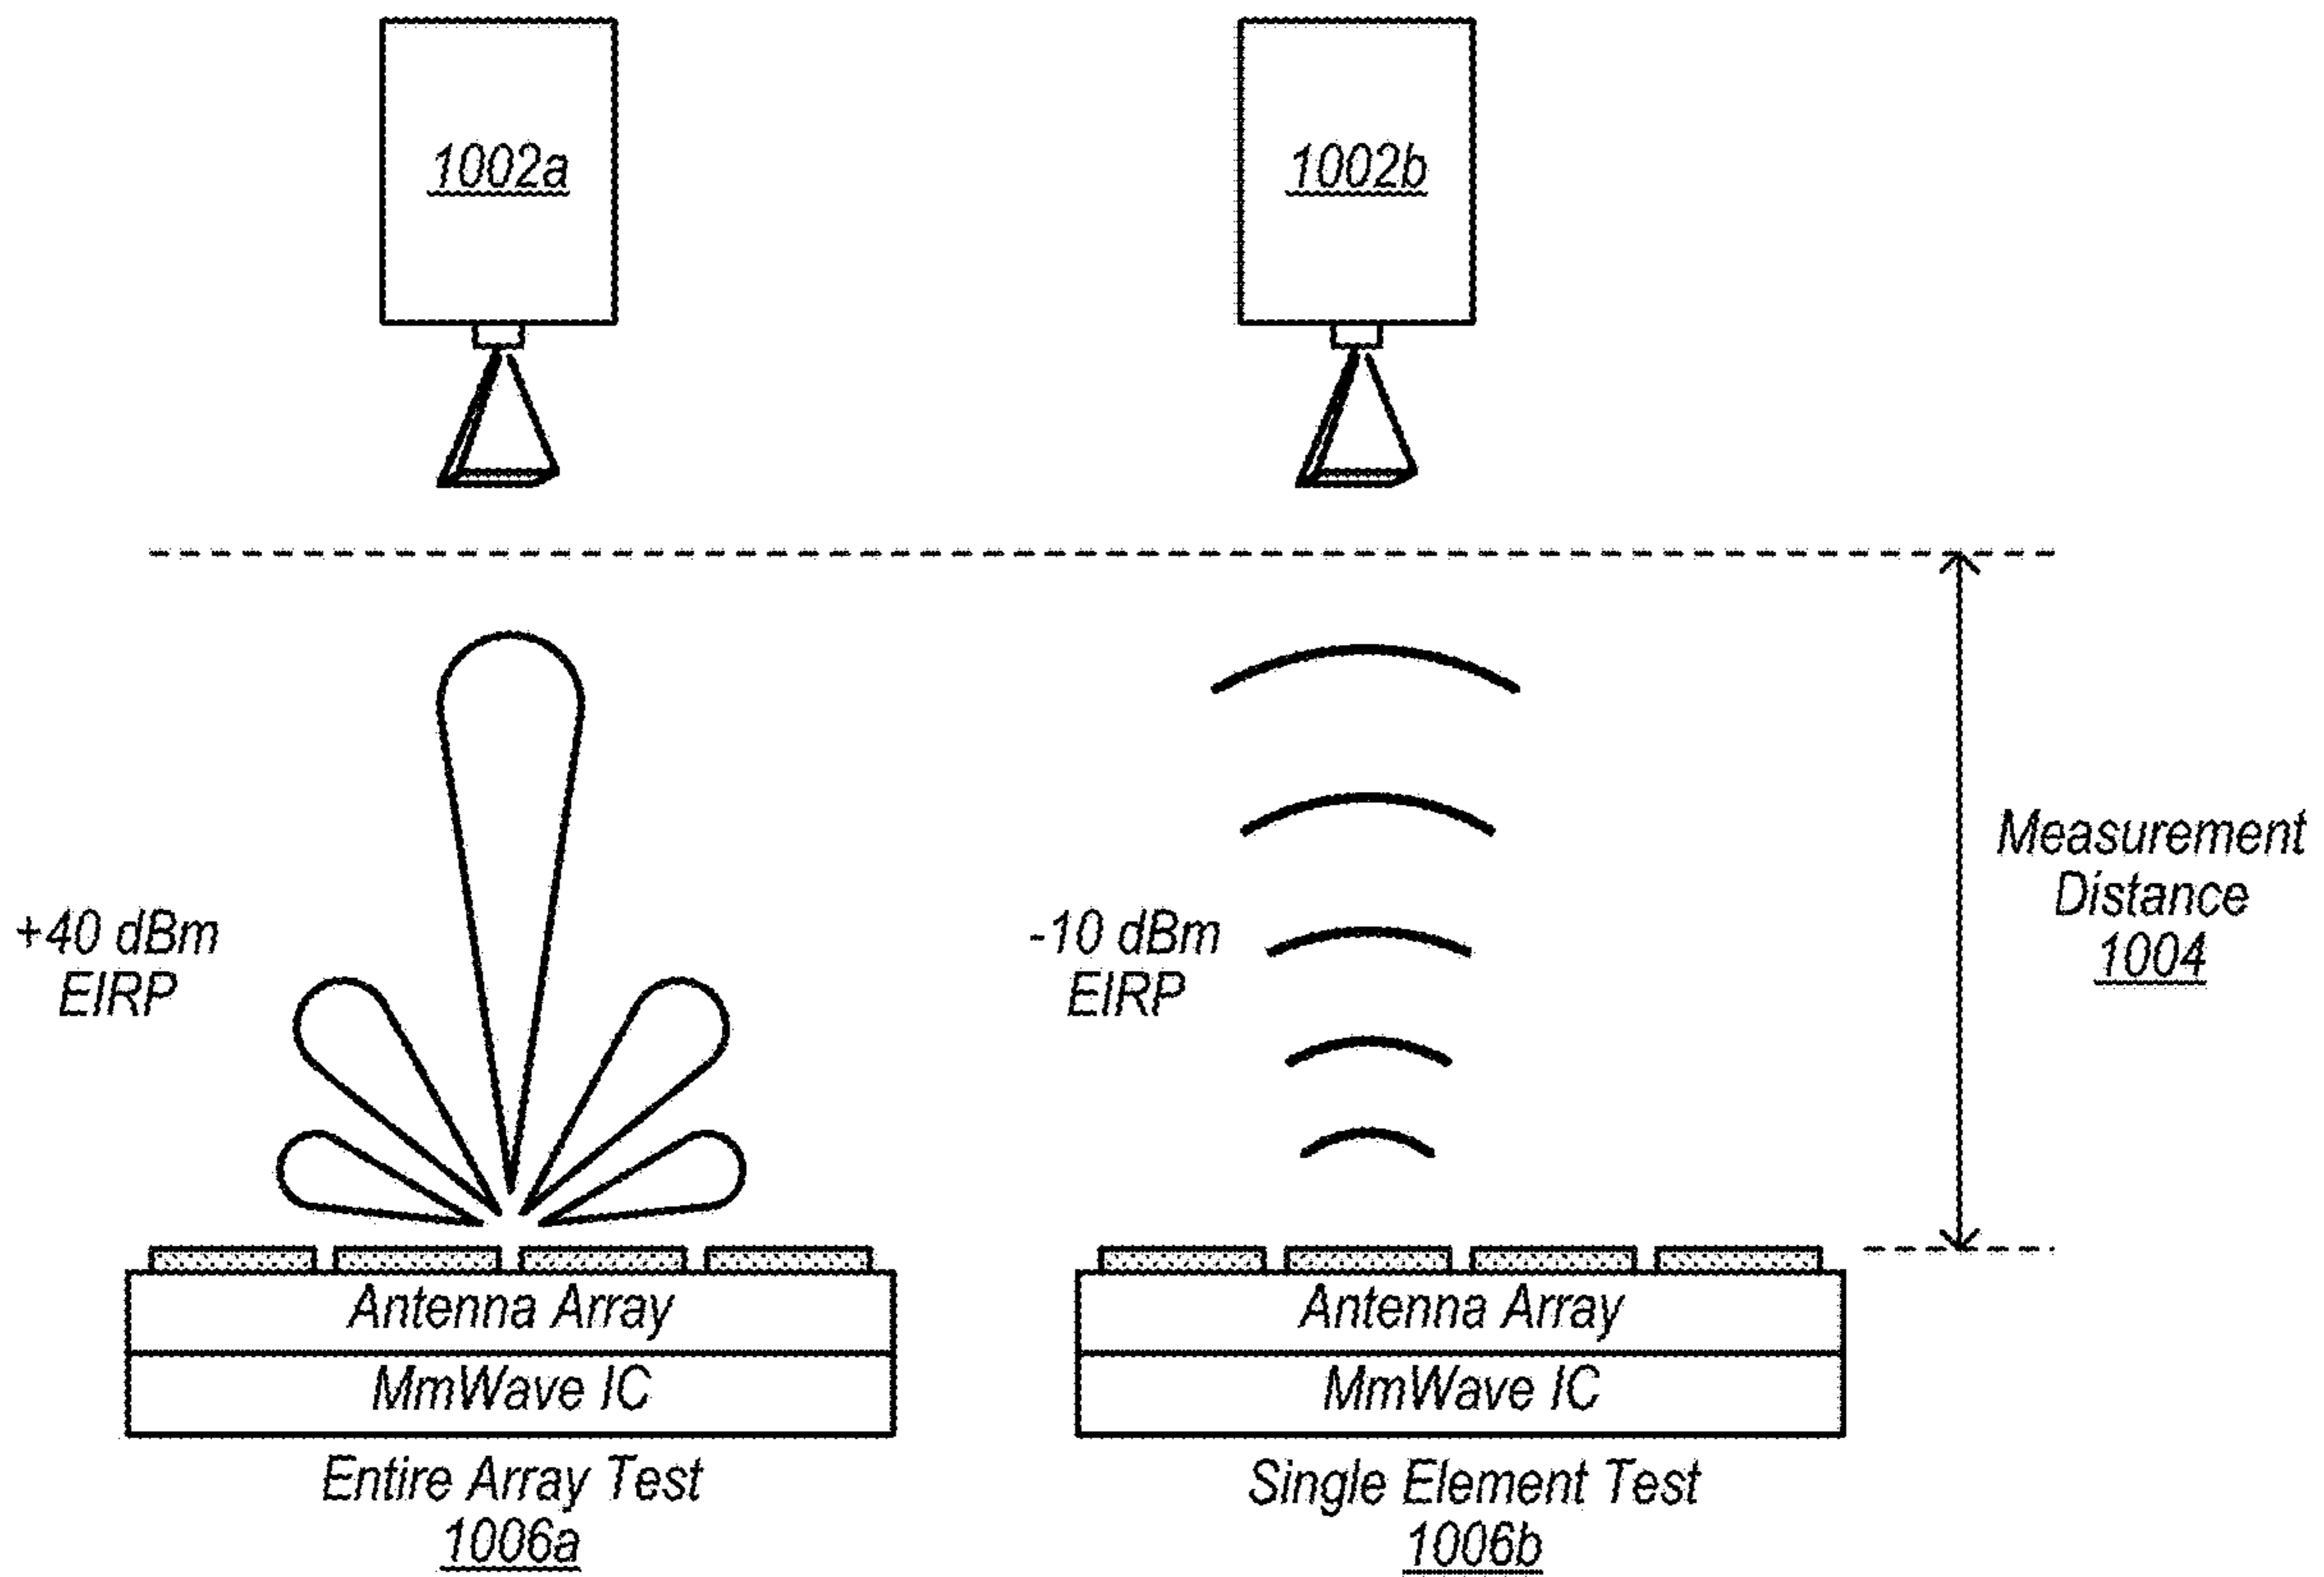 1002a
1002b
+40 dBm
EIRP
-10 dBm
EIRP
Measurement
Distance
1004
Antenna Array
MmWave IC
Entire Array Test
1006a
Antenna Array
MmWave IC
Single Element Test
1006b